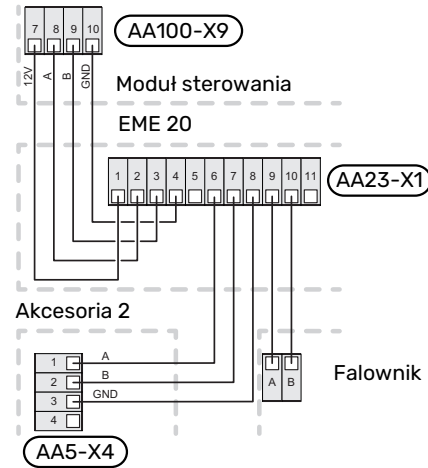 7 8 9 10
AA100-X9
12V A B GND
Moduł sterowania
EME 20
1 2 3 4 5 6 7 8 9 10 11
AA23-X1
Akcesoria 2
1 A
2 B
3 GND
4
A B
Falownik
AA5-X4